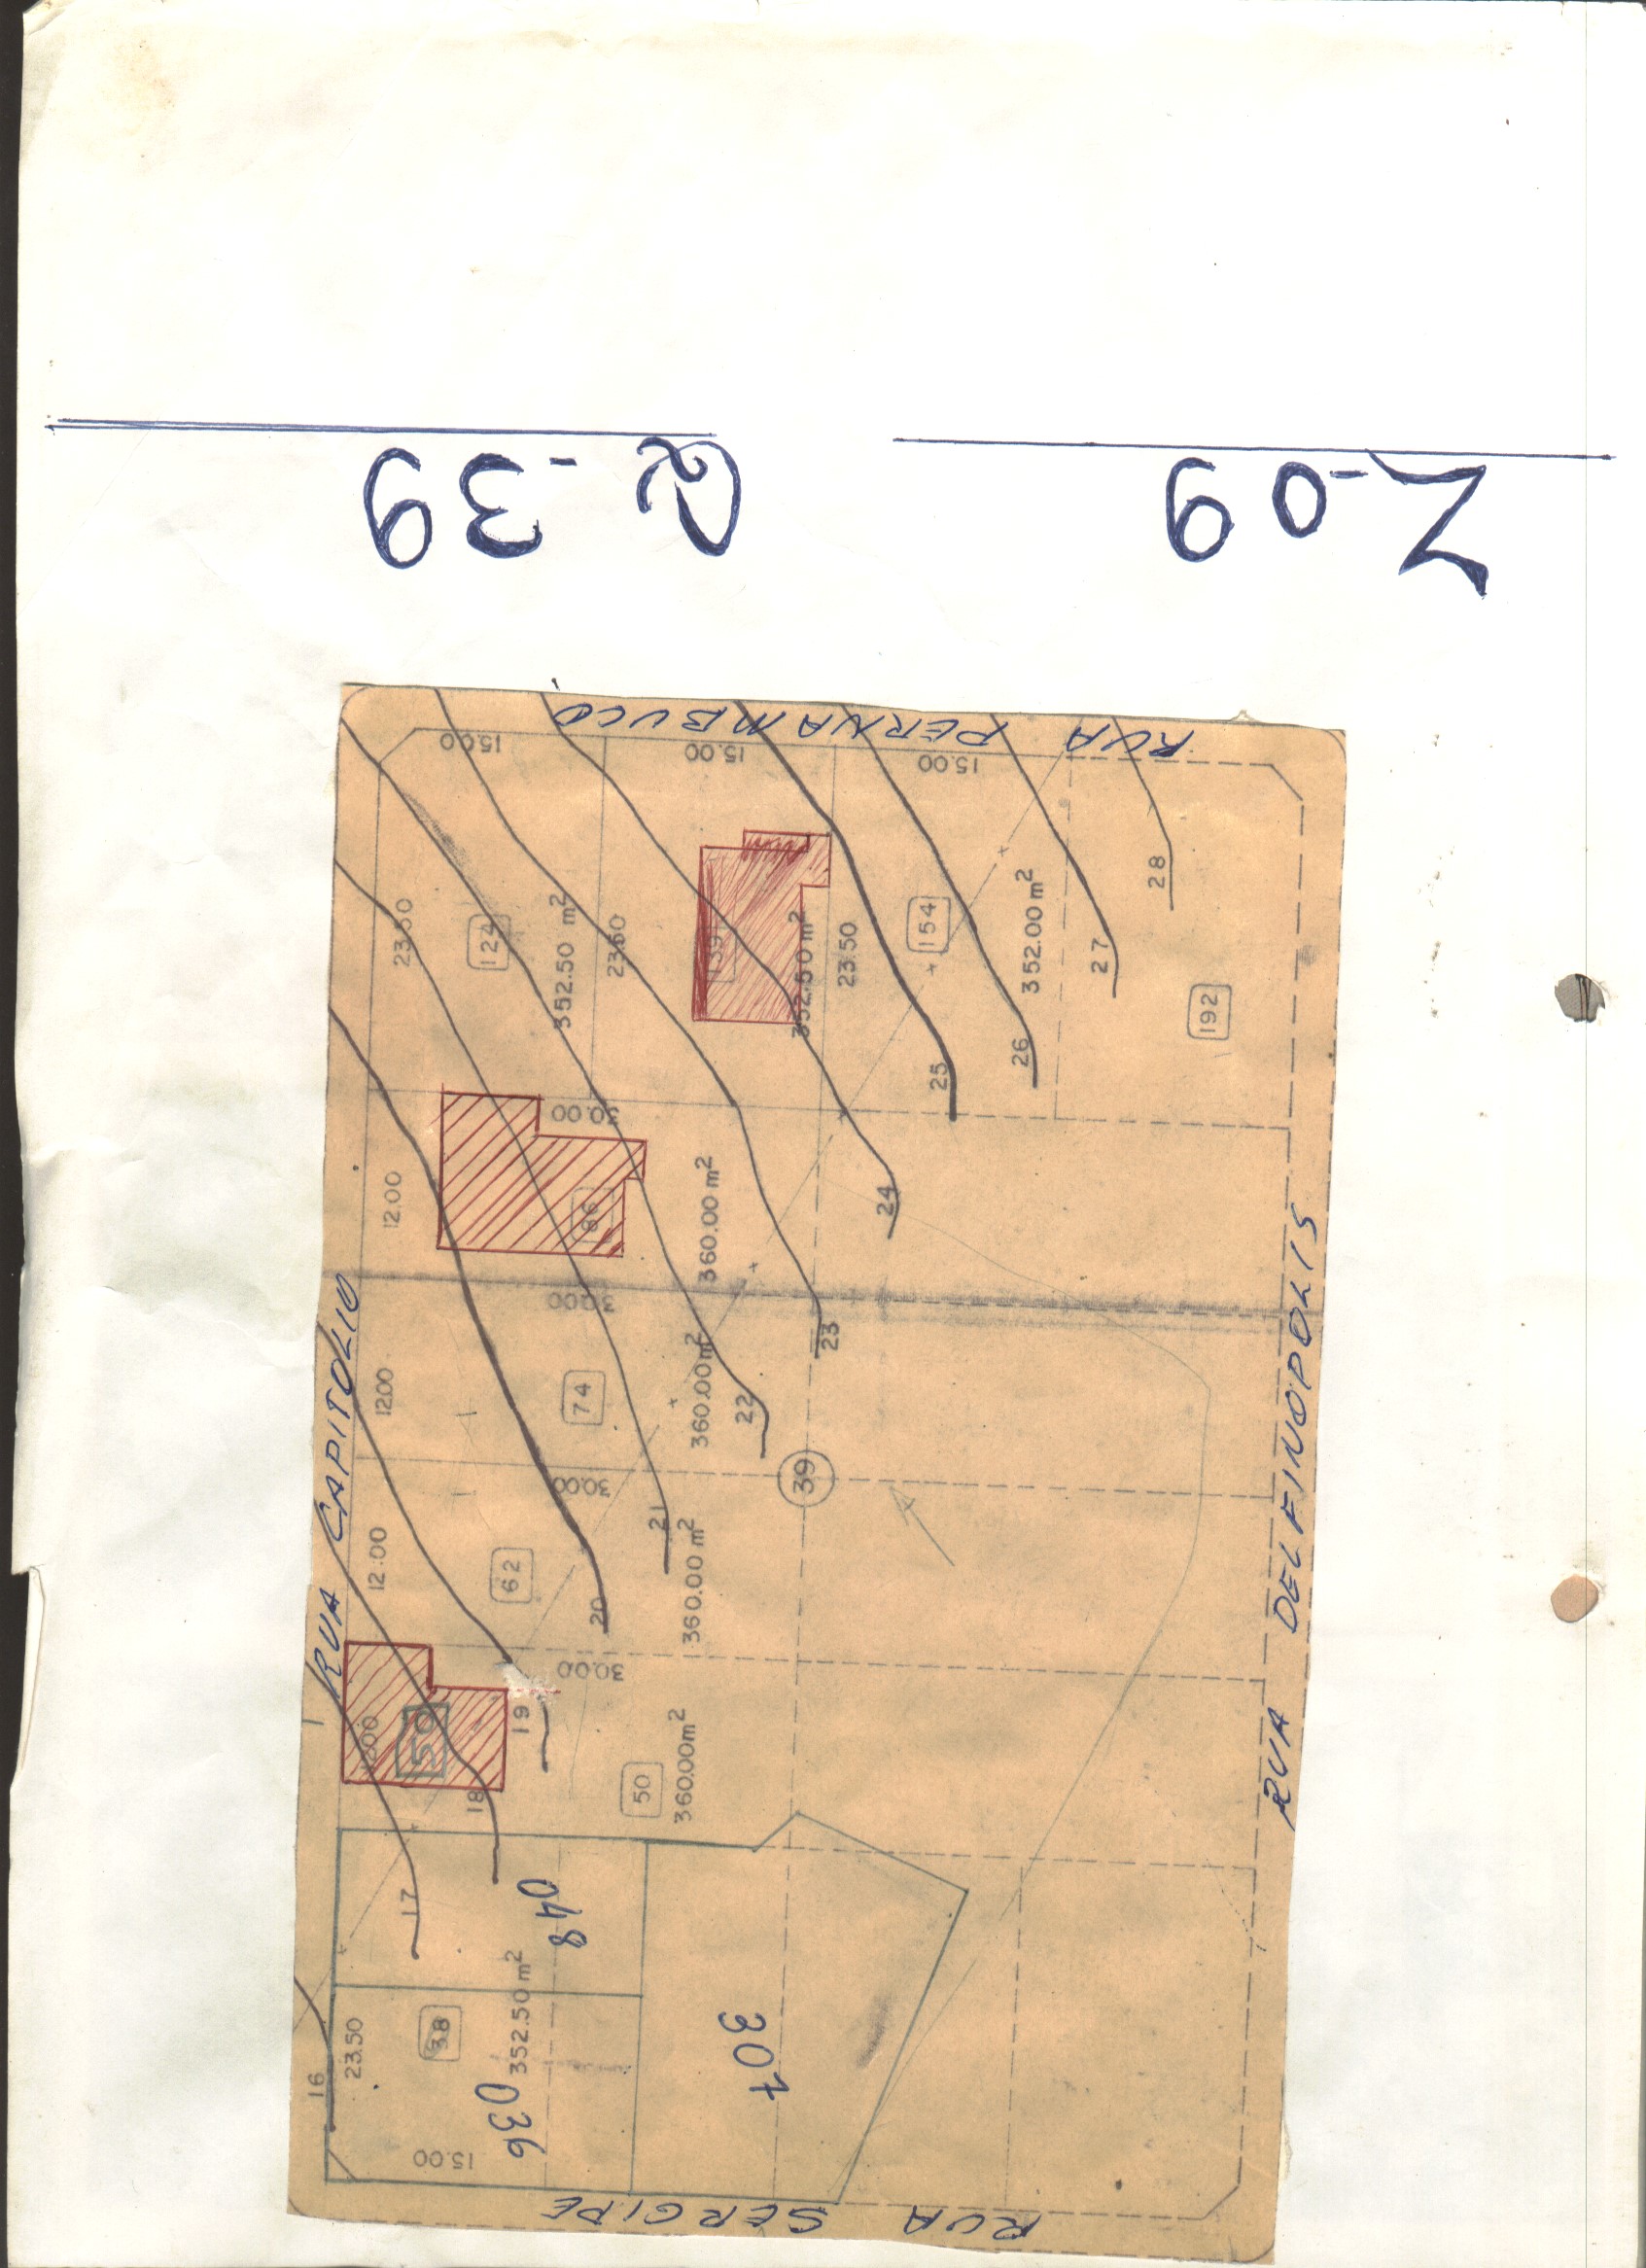 Z-09
Q-39
RUA PERNAMBUCO
15.00
15.00
15.00
23.50
124
352.50 m²
23.50
139
352.50 m²
23.50
154
352.00 m²
192
28
27
26
25
24
23
22
21
20
19
18
17
16
12.00
30.00
360.00 m²
RUA CAPITOLIO
12.00
30.00
74
360.00 m²
39
12.00
30.00
62
360.00 m²
30.00
50
360.00 m²
RUA DELFINOPOLIS
048
38
352.50 m²
23.50
036
307
15.00
RUA SERGIPE